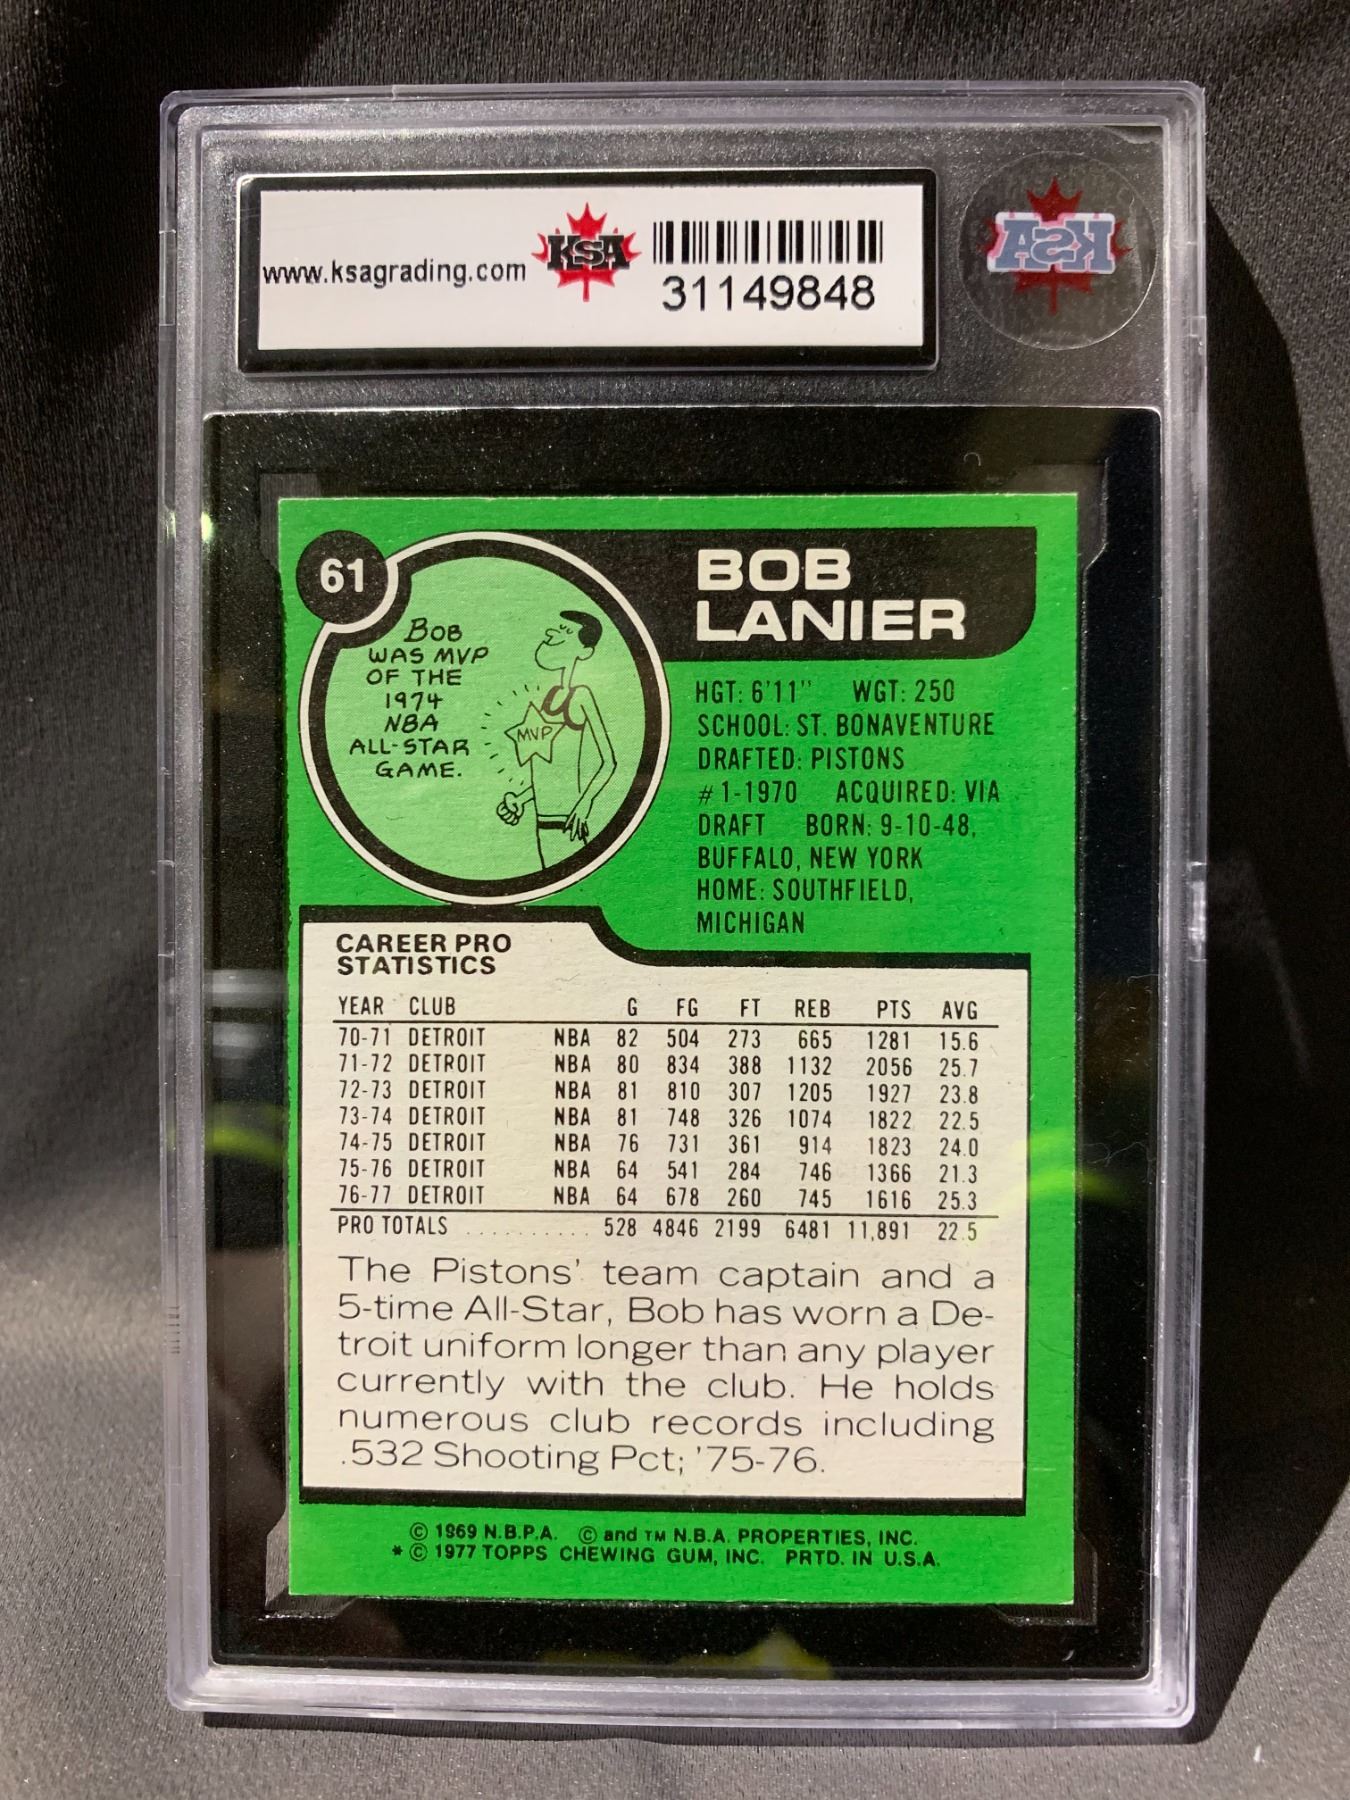 www.ksagrading.com KSA
31149848
KSA
61
BOB
LANIER
BOB
WAS MVP
OF THE
1974
NBA
ALL-STAR
GAME.
MVP
HGT: 6'11" WGT: 250
SCHOOL: ST. BONAVENTURE
DRAFTED: PISTONS
#1-1970 ACQUIRED: VIA
DRAFT BORN: 9-10-48,
BUFFALO, NEW YORK
HOME: SOUTHFIELD,
MICHIGAN
CAREER PRO
STATISTICS
YEAR CLUB G FG FT REB PTS AVG
70-71 DETROIT NBA 82 504 273 665 1281 15.6
71-72 DETROIT NBA 80 834 388 1132 2056 25.7
72-73 DETROIT NBA 81 810 307 1205 1927 23.8
73-74 DETROIT NBA 81 748 326 1074 1822 22.5
74-75 DETROIT NBA 76 731 361 914 1823 24.0
75-76 DETROIT NBA 64 541 284 746 1366 21.3
76-77 DETROIT NBA 64 678 260 745 1616 25.3
PRO TOTALS .......... 528 4846 2199 6481 11,891 22.5
The Pistons' team captain and a
5-time All-Star, Bob has worn a De-
troit uniform longer than any player
currently with the club. He holds
numerous club records including
.532 Shooting Pct; '75-76.
© 1969 N.B.P.A. © and TM N.B.A. PROPERTIES, INC.
* © 1977 TOPPS CHEWING GUM, INC. PRTD. IN U.S.A.